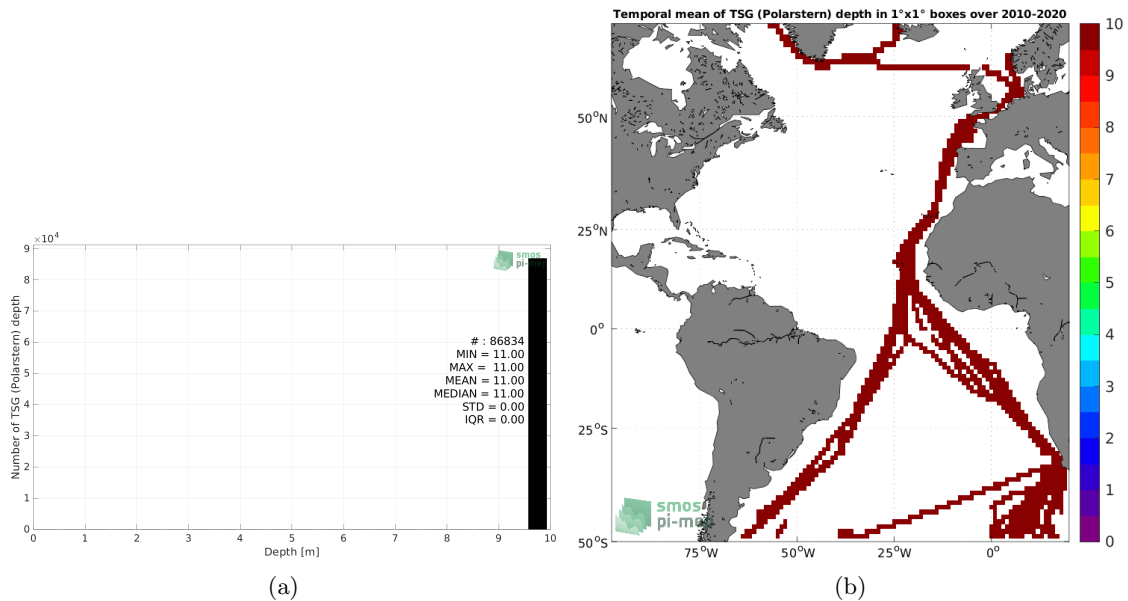 ×10⁴
9
8
7
6
5
4
3
2
1
0
Number of TSG (Polarstern) depth
smos
pi-mep
# : 86834
MIN = 11.00
MAX = 11.00
MEAN = 11.00
MEDIAN = 11.00
STD = 0.00
IQR = 0.00
0 1 2 3 4 5 6 7 8 9 10
Depth [m]
(a)
Temporal mean of TSG (Polarstern) depth in 1°x1° boxes over 2010-2020
50°N
25°N
0°
25°S
50°S
75°W 50°W 25°W 0°
smos
pi-mep
10
9
8
7
6
5
4
3
2
1
0
(b)